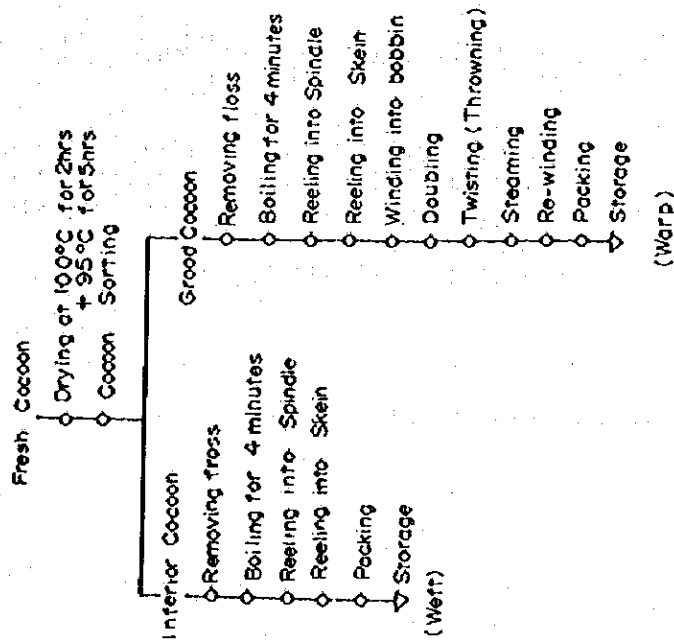 Fresh Cocoon
Drying at 100°C for 2hrs
+ 95°C for 5hrs
Cocoon Sorting
Inferior Cocoon
Removing fross
Boiling for 4 minutes
Reeling into Spindle
Reeling into Skein
Packing
Storage
(Weft)
Grood Cocoon
Removing floss
Boiling for 4 minutes
Reeling into Spindle
Reeling into Skein
Winding into bobbin
Doubling
Twisting (Throwning)
Steaming
Re-winding
Packing
Storage
(Warp)